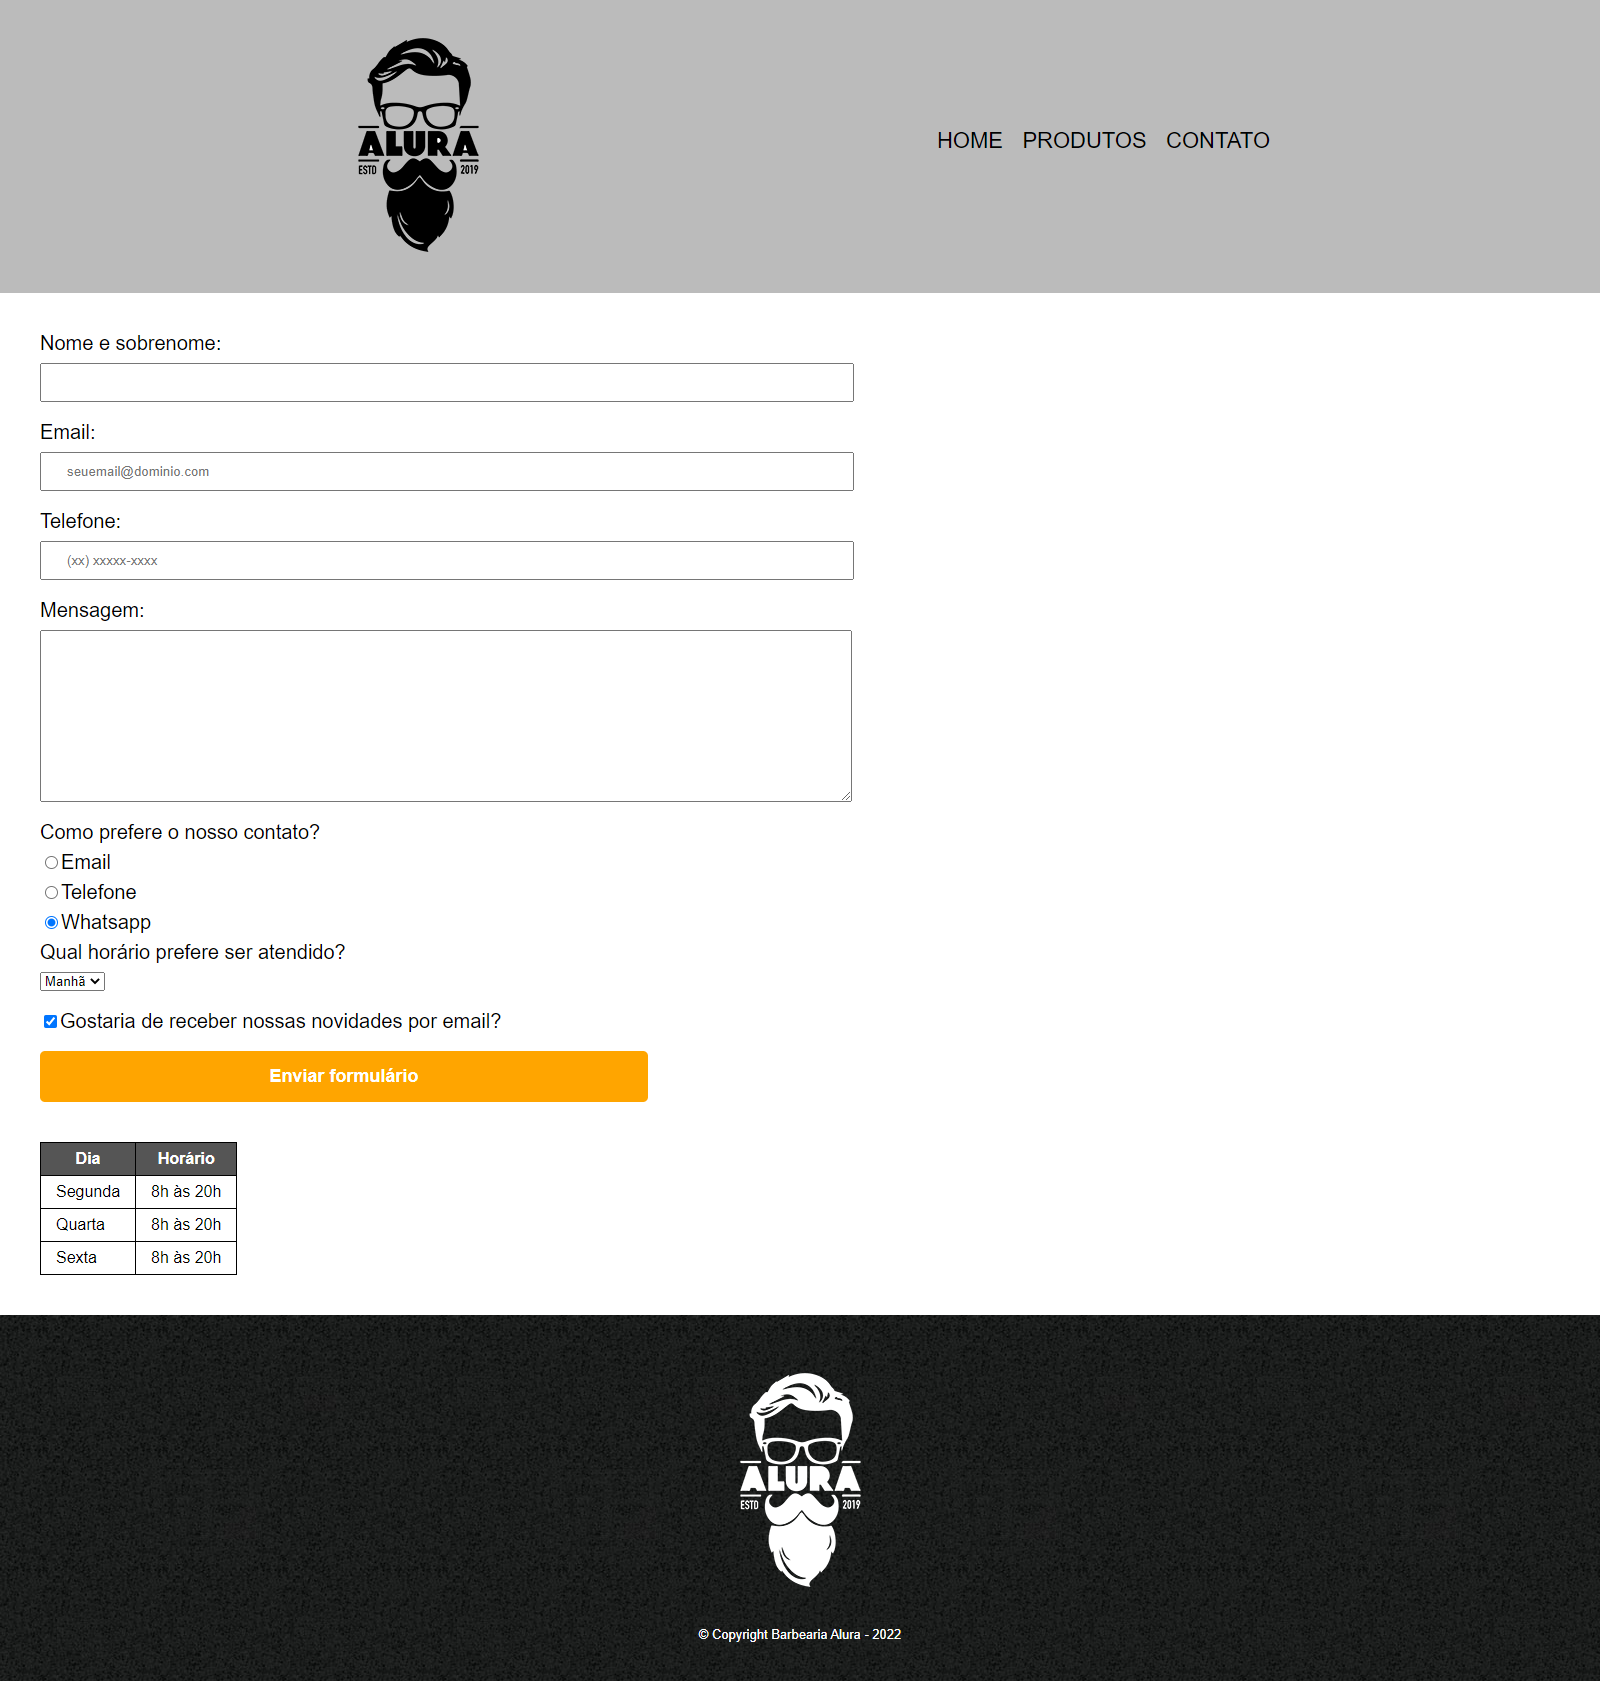 ALURA
ESTD 2019
HOME PRODUTOS CONTATO
Nome e sobrenome:
Email:
seuemail@dominio.com
Telefone:
(xx) xxxxx-xxxx
Mensagem:
Como prefere o nosso contato?
Email
Telefone
Whatsapp
Qual horário prefere ser atendido?
Manhã
Gostaria de receber nossas novidades por email?
Enviar formulário
Dia Horário
Segunda 8h às 20h
Quarta 8h às 20h
Sexta 8h às 20h
ALURA
ESTD 2019
© Copyright Barbearia Alura - 2022